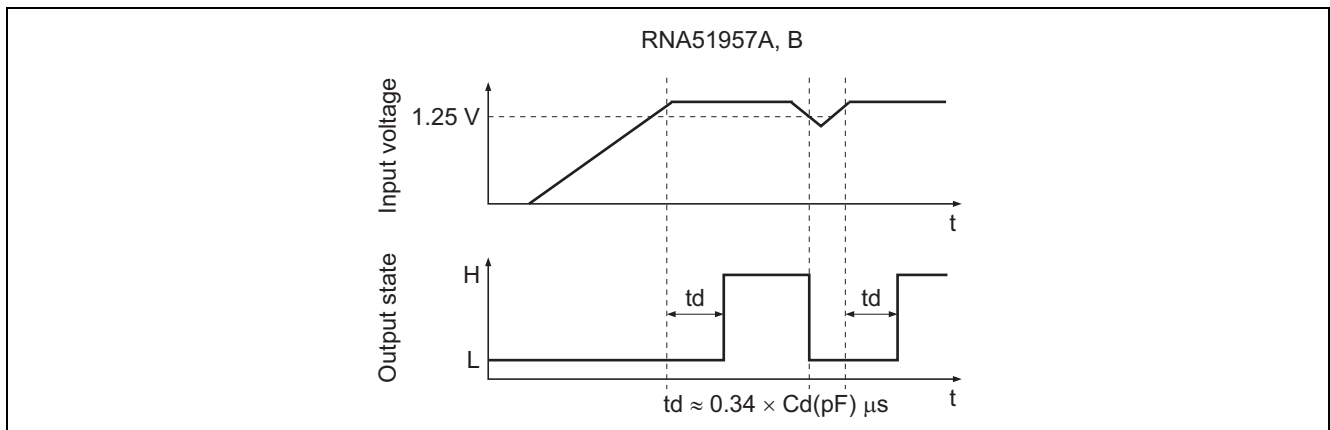 RNA51957A, B
Input voltage
1.25 V
t
Output state
H
td
td
L
t
td ≈ 0.34 × Cd(pF) μs